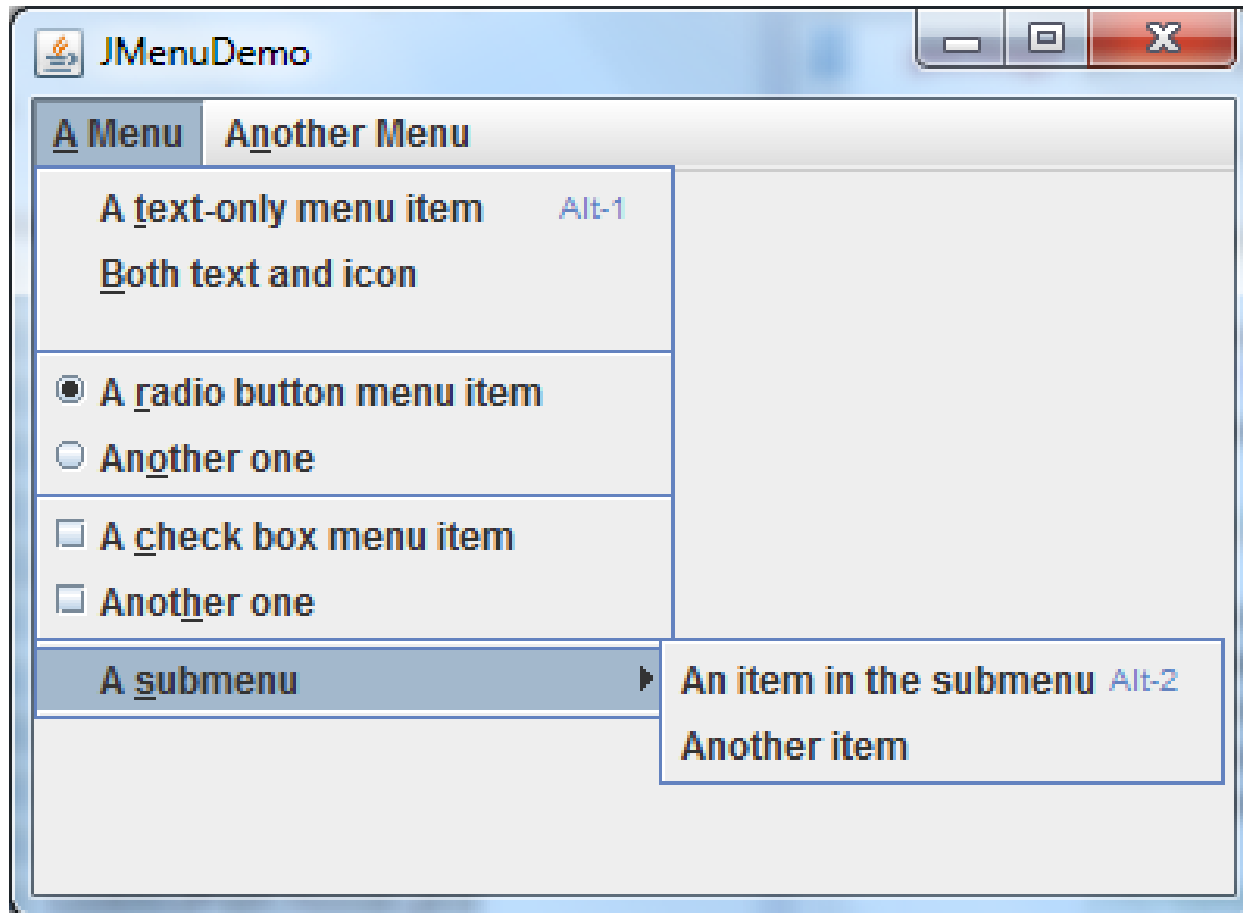 JMenuDemo
A Menu Another Menu
A text-only menu item Alt-1
Both text and icon
A radio button menu item
Another one
A check box menu item
Another one
A submenu
An item in the submenu Alt-2
Another item